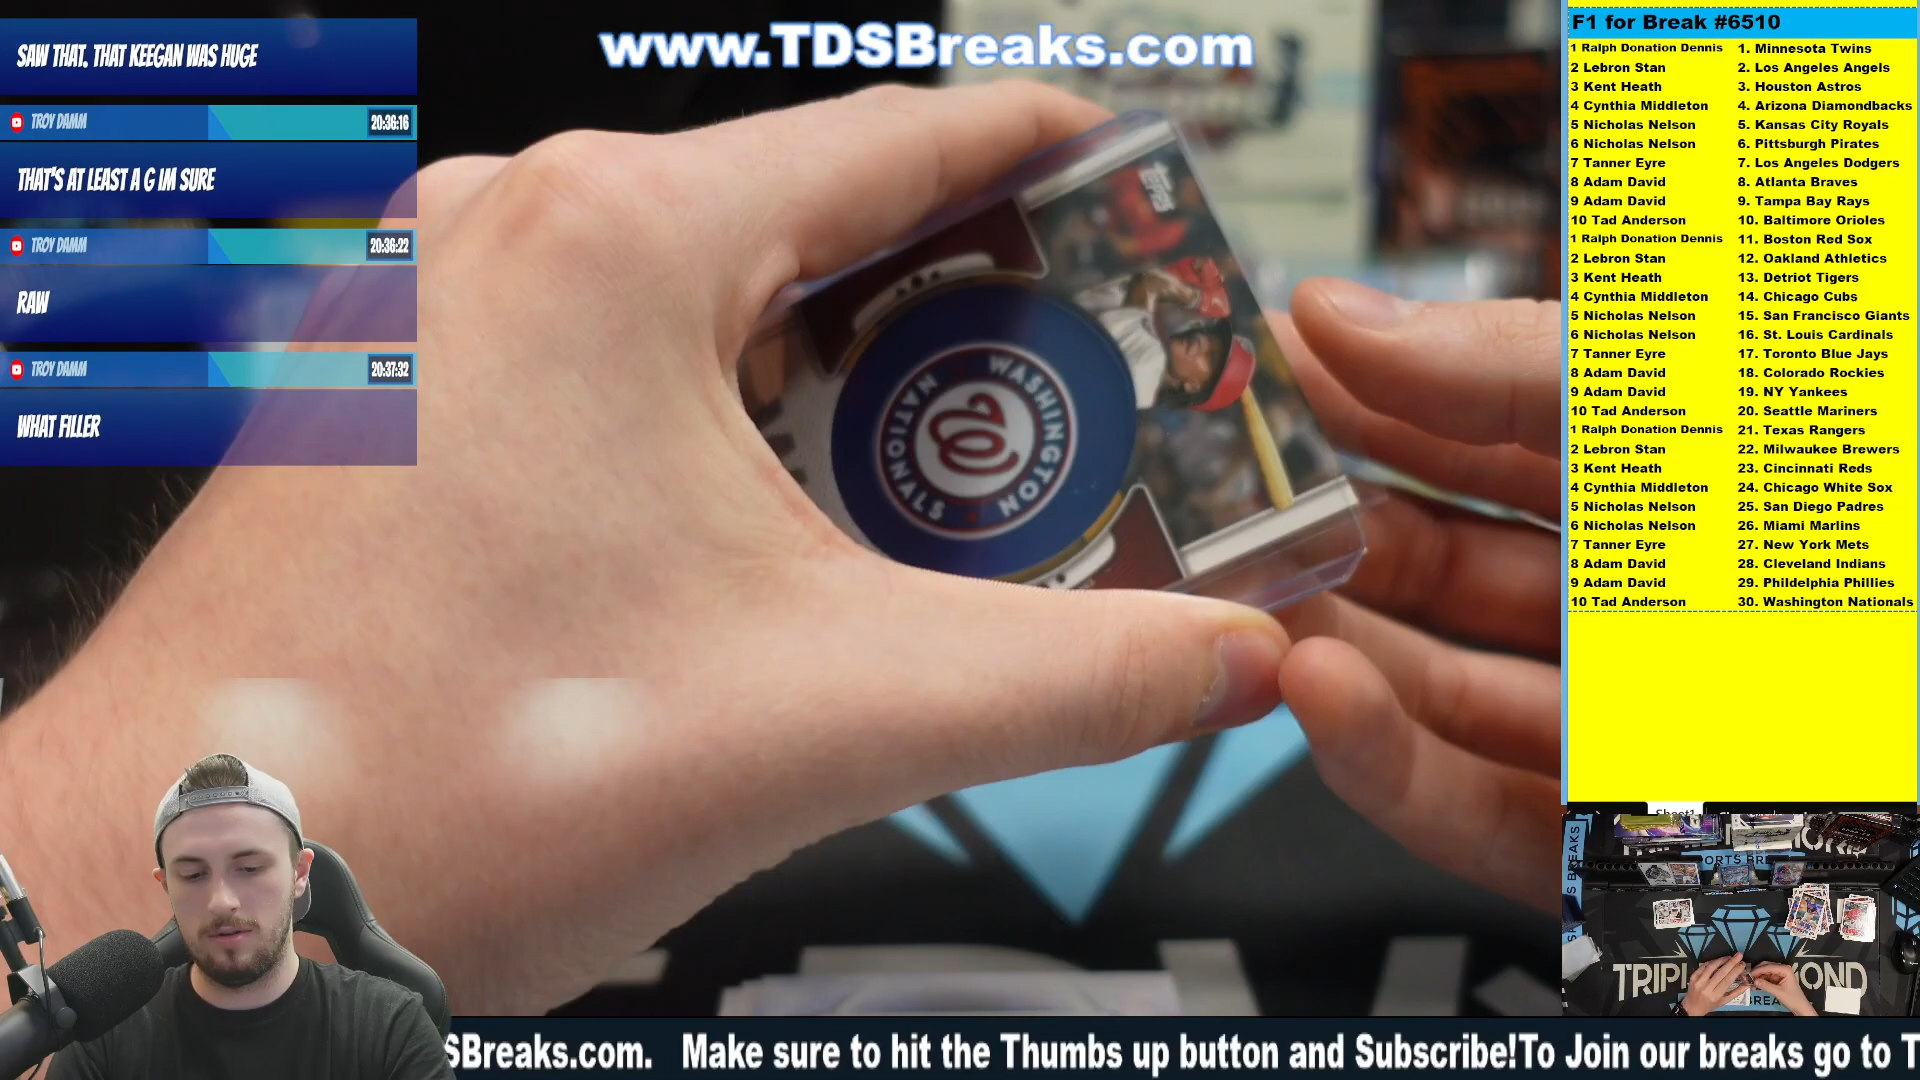 www.TDSBreaks.com
SAW THAT. THAT KEEGAN WAS HUGE
TROY DAMM
20:36:16
THAT'S AT LEAST A G IM SURE
TROY DAMM
20:36:22
RAW
TROY DAMM
20:37:32
WHAT FILLER
TOPPS
WASHINGTON
W
NATIONALS
F1 for Break #6510
1 Ralph Donation Dennis 1. Minnesota Twins
2 Lebron Stan 2. Los Angeles Angels
3 Kent Heath 3. Houston Astros
4 Cynthia Middleton 4. Arizona Diamondbacks
5 Nicholas Nelson 5. Kansas City Royals
6 Nicholas Nelson 6. Pittsburgh Pirates
7 Tanner Eyre 7. Los Angeles Dodgers
8 Adam David 8. Atlanta Braves
9 Adam David 9. Tampa Bay Rays
10 Tad Anderson 10. Baltimore Orioles
1 Ralph Donation Dennis 11. Boston Red Sox
2 Lebron Stan 12. Oakland Athletics
3 Kent Heath 13. Detriot Tigers
4 Cynthia Middleton 14. Chicago Cubs
5 Nicholas Nelson 15. San Francisco Giants
6 Nicholas Nelson 16. St. Louis Cardinals
7 Tanner Eyre 17. Toronto Blue Jays
8 Adam David 18. Colorado Rockies
9 Adam David 19. NY Yankees
10 Tad Anderson 20. Seattle Mariners
1 Ralph Donation Dennis 21. Texas Rangers
2 Lebron Stan 22. Milwaukee Brewers
3 Kent Heath 23. Cincinnati Reds
4 Cynthia Middleton 24. Chicago White Sox
5 Nicholas Nelson 25. San Diego Padres
6 Nicholas Nelson 26. Miami Marlins
7 Tanner Eyre 27. New York Mets
8 Adam David 28. Cleveland Indians
9 Adam David 29. Phildelphia Phillies
10 Tad Anderson 30. Washington Nationals
Sheet1
SBreaks.com. Make sure to hit the Thumbs up button and Subscribe!To Join our breaks go to T